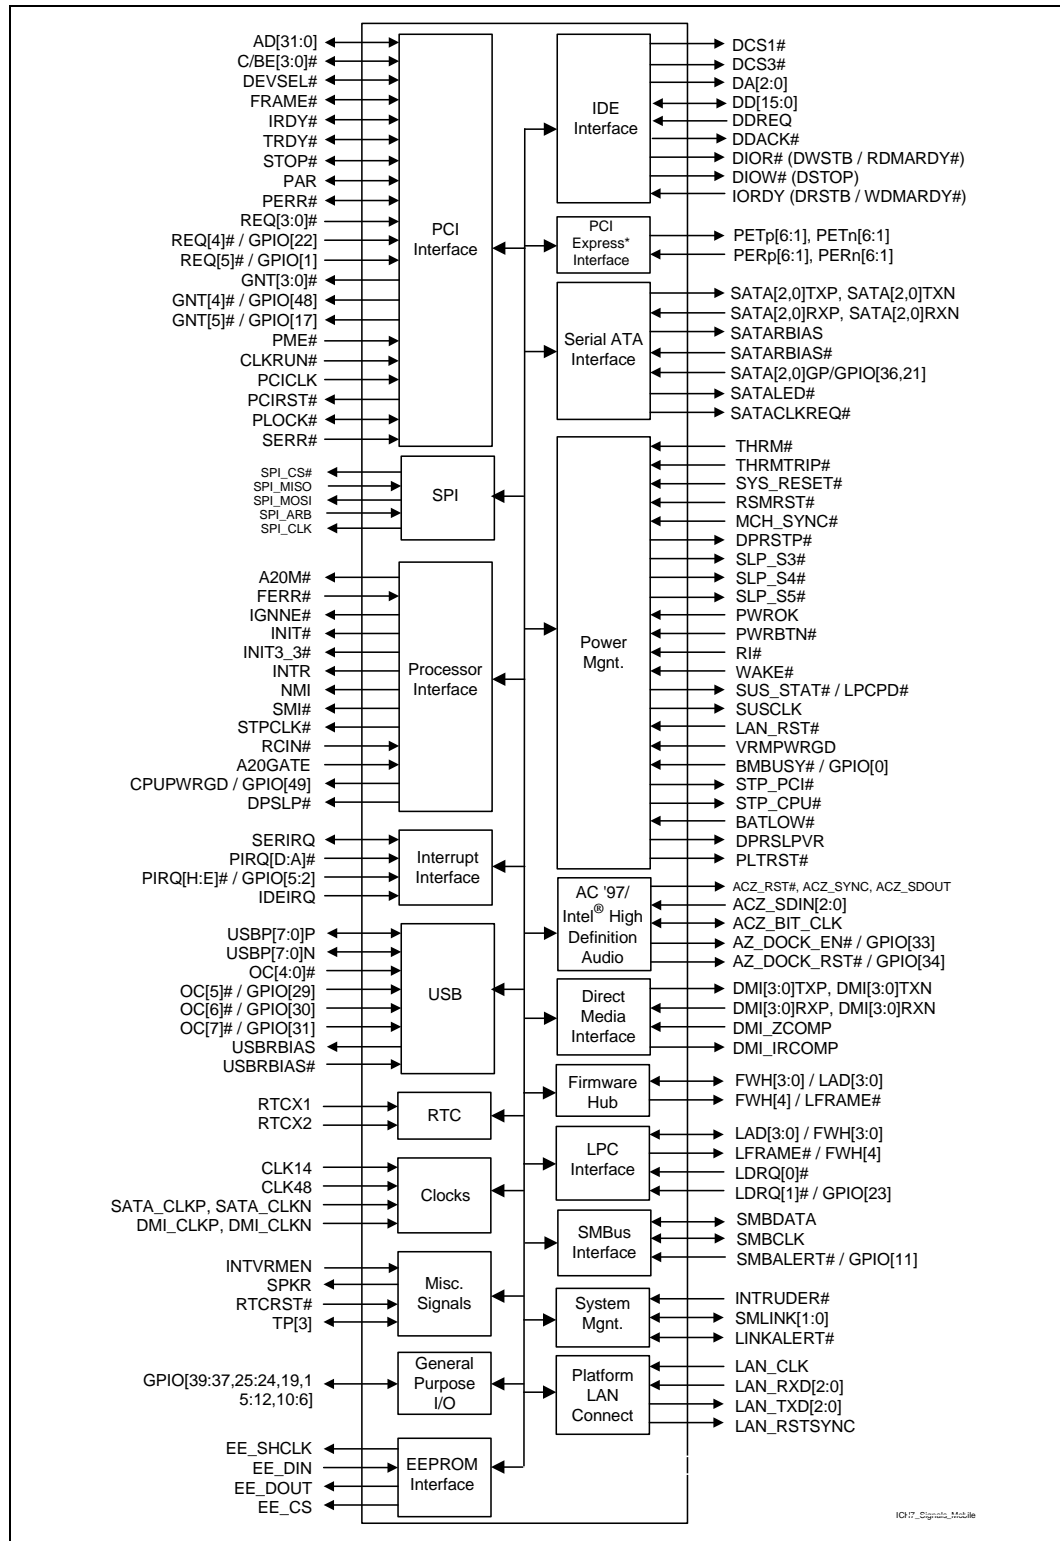 AD[31:0]
C/BE[3:0]#
DEVSEL#
FRAME#
IRDY#
TRDY#
STOP#
PAR
PERR#
REQ[3:0]#
REQ[4]# / GPIO[22]
REQ[5]# / GPIO[1]
GNT[3:0]#
GNT[4]# / GPIO[48]
GNT[5]# / GPIO[17]
PME#
CLKRUN#
PCICLK
PCIRST#
PLOCK#
SERR#
PCI
Interface
SPI_CS#
SPI_MISO
SPI_MOSI
SPI_ARB
SPI_CLK
SPI
A20M#
FERR#
IGNNE#
INIT#
INIT3_3#
INTR
NMI
SMI#
STPCLK#
RCIN#
A20GATE
CPUPWRGD / GPIO[49]
DPSLP#
Processor
Interface
SERIRQ
PIRQ[D:A]#
PIRQ[H:E]# / GPIO[5:2]
IDEIRQ
Interrupt
Interface
USBP[7:0]P
USBP[7:0]N
OC[4:0]#
OC[5]# / GPIO[29]
OC[6]# / GPIO[30]
OC[7]# / GPIO[31]
USBRBIAS
USBRBIAS#
USB
RTCX1
RTCX2
RTC
CLK14
CLK48
SATA_CLKP, SATA_CLKN
DMI_CLKP, DMI_CLKN
Clocks
INTVRMEN
SPKR
RTCRST#
TP[3]
Misc.
Signals
GPIO[39:37,25:24,19,1
5:12,10:6]
General
Purpose
I/O
EE_SHCLK
EE_DIN
EE_DOUT
EE_CS
EEPROM
Interface
IDE
Interface
DCS1#
DCS3#
DA[2:0]
DD[15:0]
DDREQ
DDACK#
DIOR# (DWSTB / RDMARDY#)
DIOW# (DSTOP)
IORDY (DRSTB / WDMARDY#)
PCI
Express*
Interface
PETp[6:1], PETn[6:1]
PERp[6:1], PERn[6:1]
Serial ATA
Interface
SATA[2,0]TXP, SATA[2,0]TXN
SATA[2,0]RXP, SATA[2,0]RXN
SATARBIAS
SATARBIAS#
SATA[2,0]GP/GPIO[36,21]
SATALED#
SATACLKREQ#
Power
Mgnt.
THRM#
THRMTRIP#
SYS_RESET#
RSMRST#
MCH_SYNC#
DPRSTP#
SLP_S3#
SLP_S4#
SLP_S5#
PWROK
PWRBTN#
RI#
WAKE#
SUS_STAT# / LPCPD#
SUSCLK
LAN_RST#
VRMPWRGD
BMBUSY# / GPIO[0]
STP_PCI#
STP_CPU#
BATLOW#
DPRSLPVR
PLTRST#
AC '97/
Intel® High
Definition
Audio
ACZ_RST#, ACZ_SYNC, ACZ_SDOUT
ACZ_SDIN[2:0]
ACZ_BIT_CLK
AZ_DOCK_EN# / GPIO[33]
AZ_DOCK_RST# / GPIO[34]
Direct
Media
Interface
DMI[3:0]TXP, DMI[3:0]TXN
DMI[3:0]RXP, DMI[3:0]RXN
DMI_ZCOMP
DMI_IRCOMP
Firmware
Hub
FWH[3:0] / LAD[3:0]
FWH[4] / LFRAME#
LPC
Interface
LAD[3:0] / FWH[3:0]
LFRAME# / FWH[4]
LDRQ[0]#
LDRQ[1]# / GPIO[23]
SMBus
Interface
SMBDATA
SMBCLK
SMBALERT# / GPIO[11]
System
Mgnt.
INTRUDER#
SMLINK[1:0]
LINKALERT#
Platform
LAN
Connect
LAN_CLK
LAN_RXD[2:0]
LAN_TXD[2:0]
LAN_RSTSYNC
ICH7_Signals_Mobile